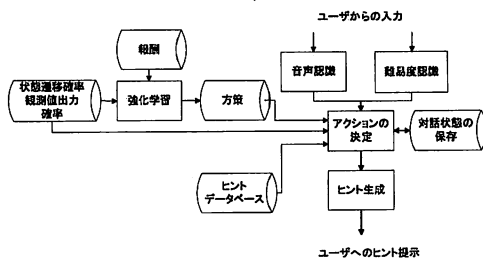 ユーザからの入力
報酬
音声認識
難易度認識
状態遷移確率
観測値出力
確率
強化学習
方策
アクションの
決定
対話状態の
保存
ヒント
データベース
ヒント生成
ユーザへのヒント提示